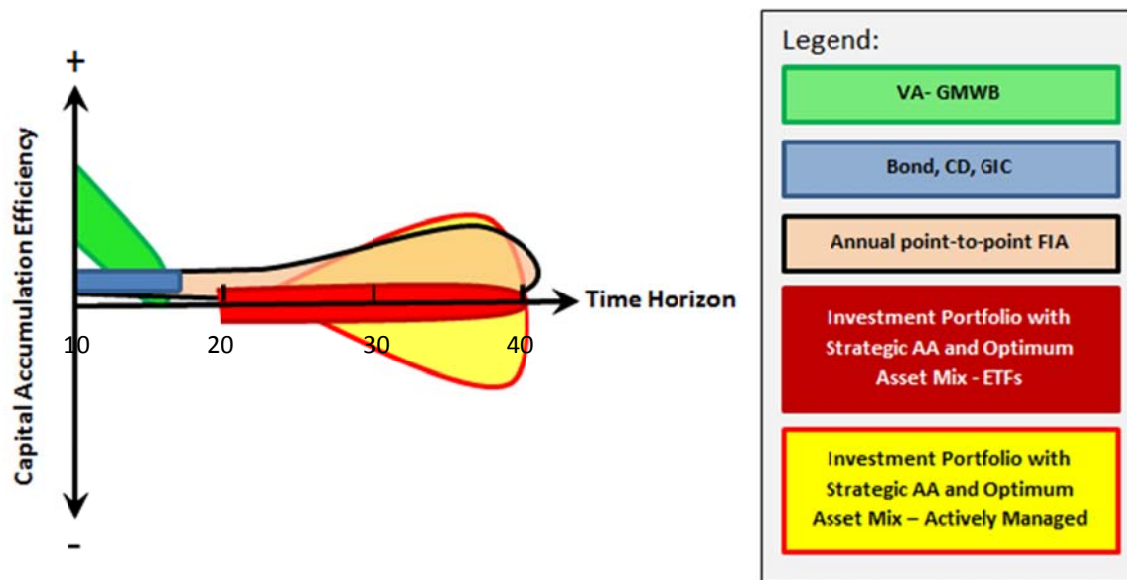 +
Capital Accumulation Efficiency
Time Horizon
10
20
30
40
-
Legend:
VA- GMWB
Bond, CD, GIC
Annual point-to-point FIA
Investment Portfolio with
Strategic AA and Optimum
Asset Mix - ETFs
Investment Portfolio with
Strategic AA and Optimum
Asset Mix – Actively Managed